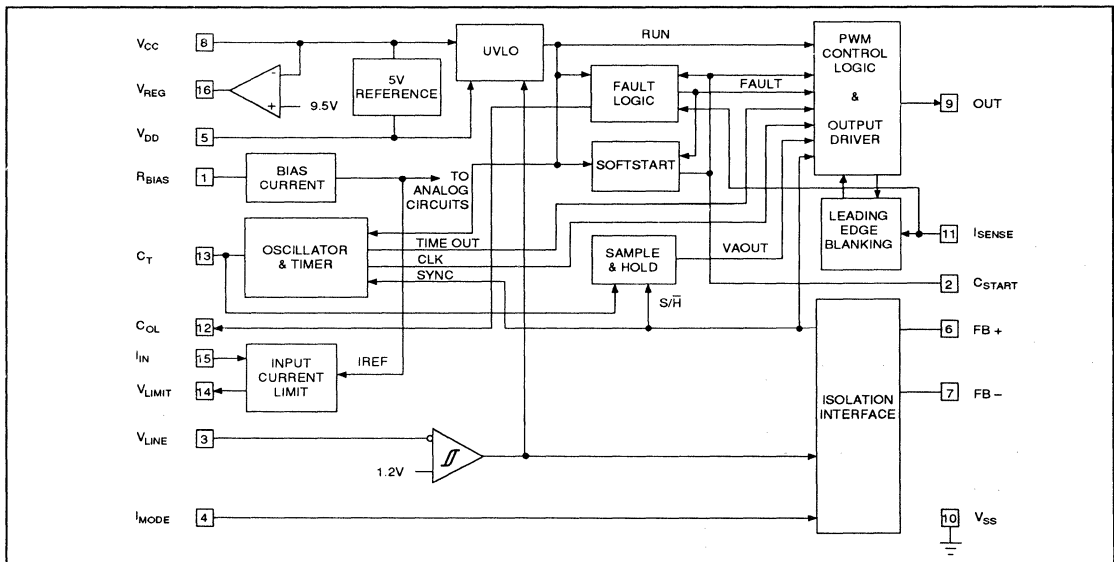 VCC 8
VREG 16
- 
+ 9.5V
VDD 5
5V
REFERENCE
UVLO
RUN
FAULT
LOGIC
FAULT
PWM
CONTROL
LOGIC
&
OUTPUT
DRIVER
9 OUT
RBIAS 1
BIAS
CURRENT
TO
ANALOG
CIRCUITS
SOFTSTART
LEADING
EDGE
BLANKING
11 ISENSE
CT 13
OSCILLATOR
& TIMER
TIME OUT
CLK
SYNC
SAMPLE
& HOLD
VAOUT
S/H̅
2 CSTART
COL 12
IIN 15
VLIMIT 14
INPUT
CURRENT
LIMIT
IREF
6 FB +
7 FB −
ISOLATION
INTERFACE
VLINE 3
1.2V
IMODE 4
10 VSS